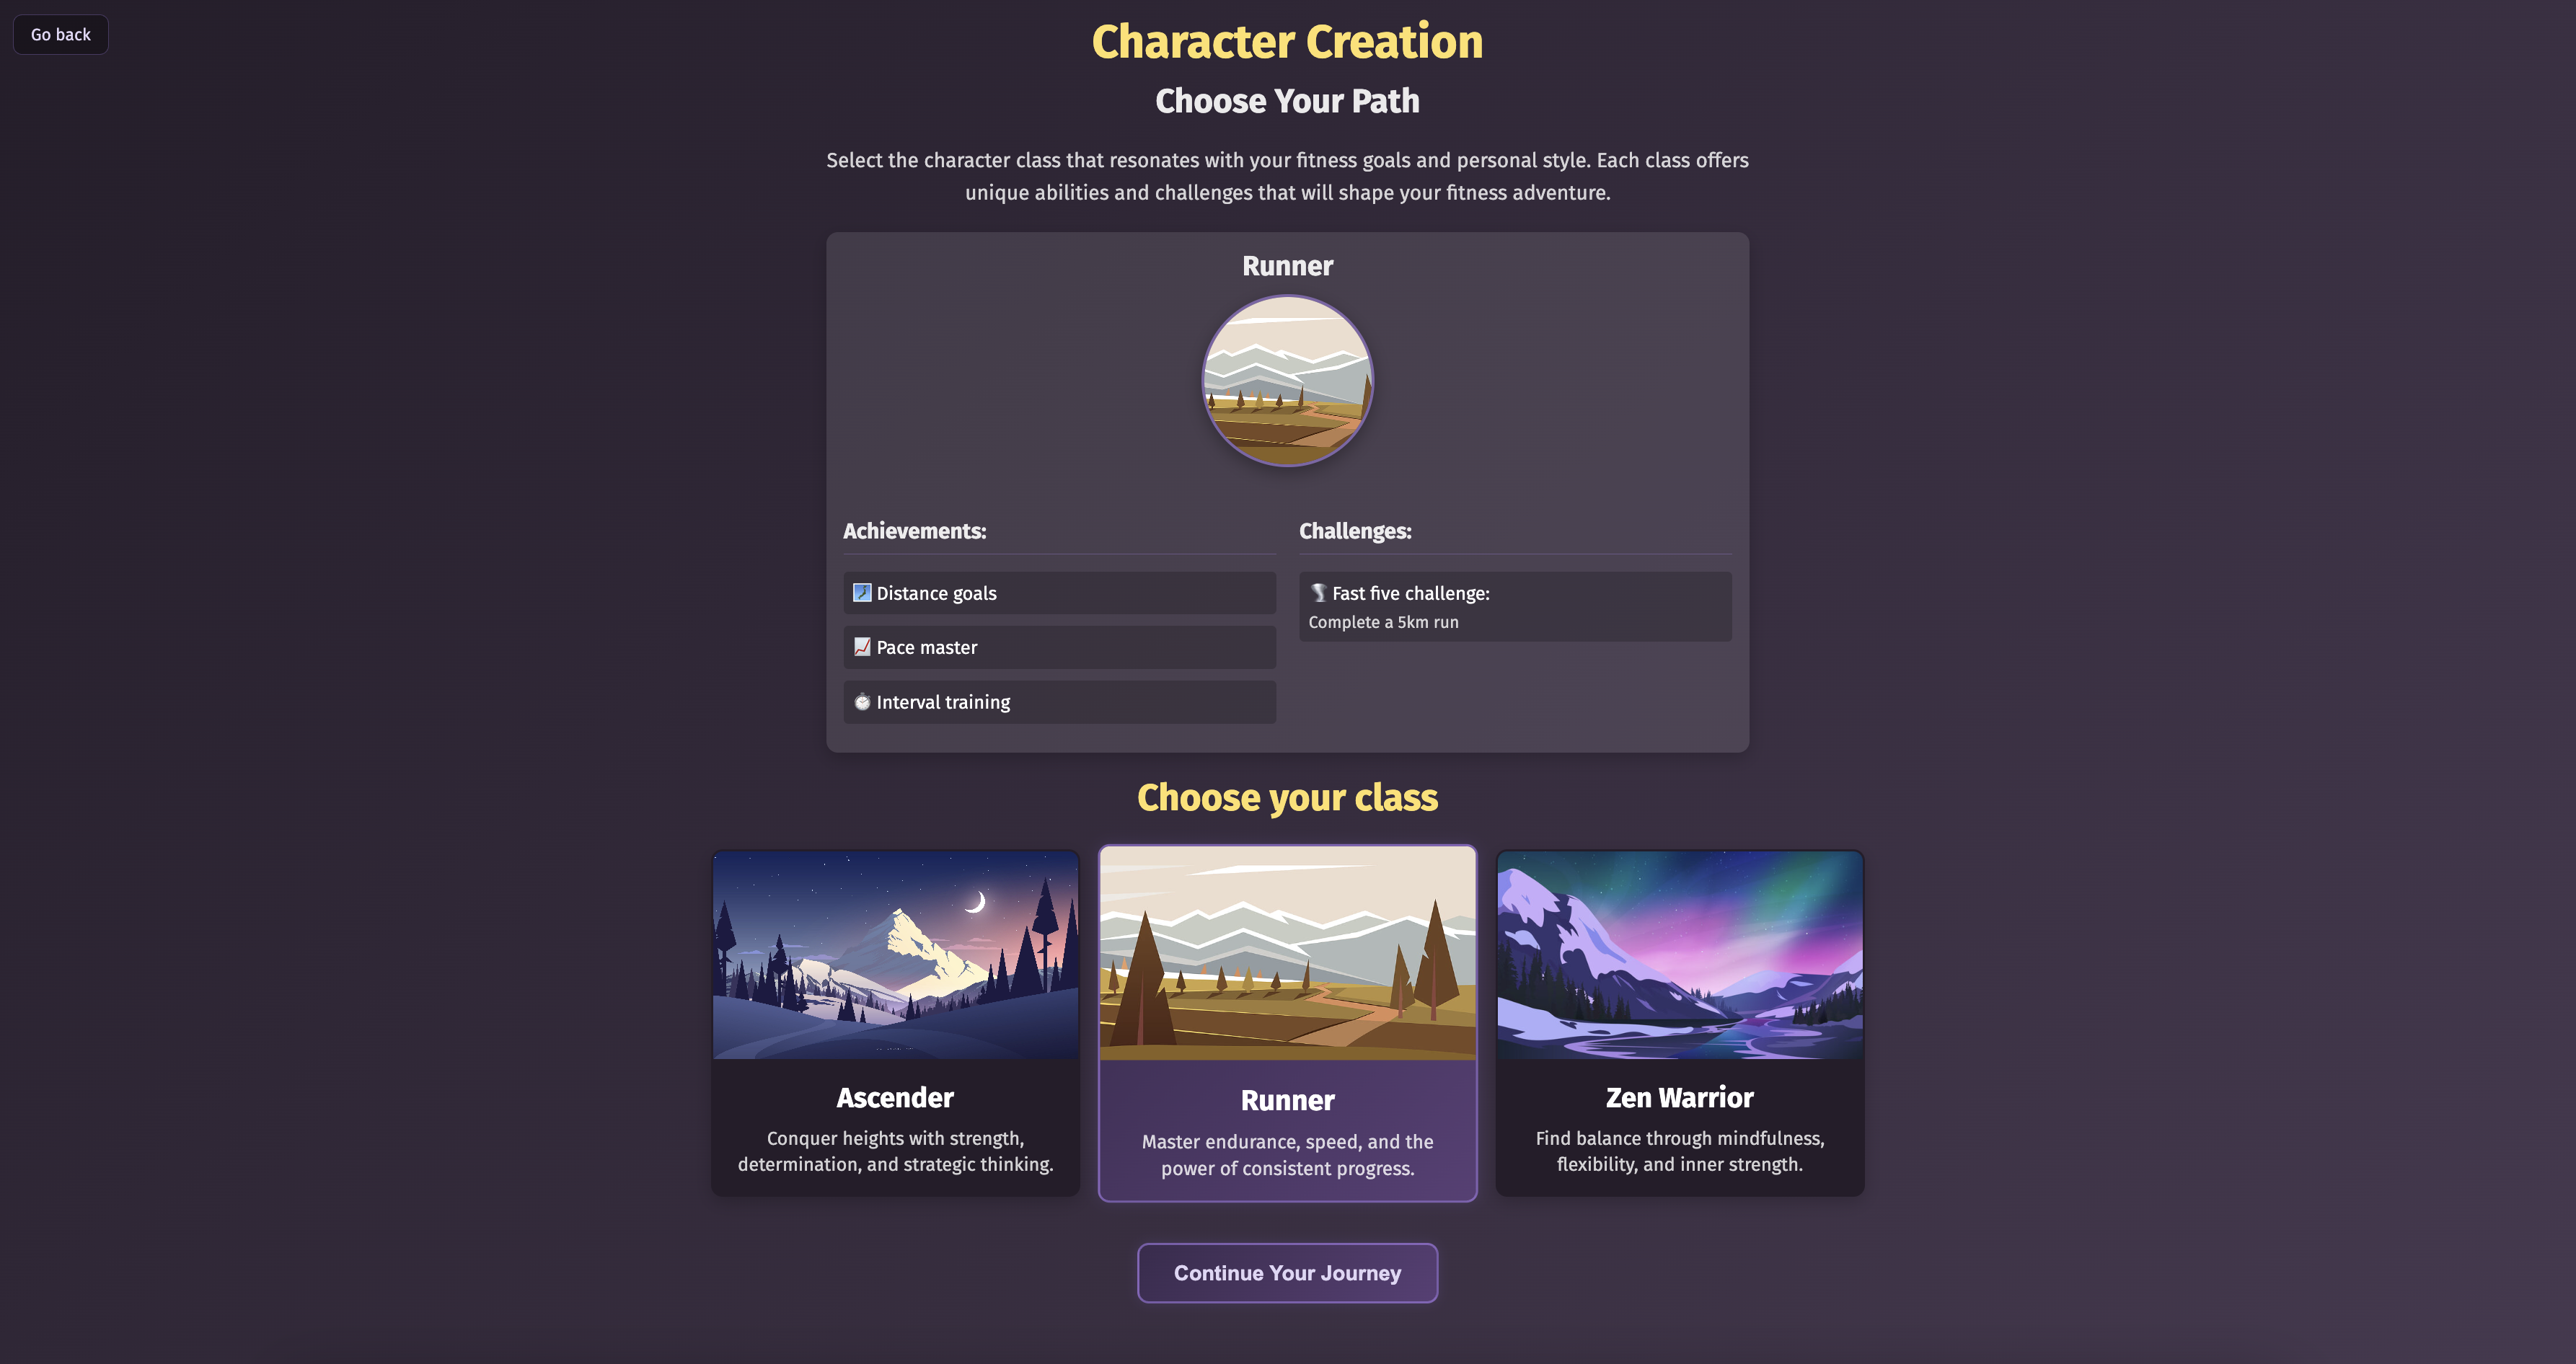 Go back
Character Creation
Choose Your Path
Select the character class that resonates with your fitness goals and personal style. Each class offers
unique abilities and challenges that will shape your fitness adventure.
Runner
Achievements:
Distance goals
Pace master
Interval training
Challenges:
Fast five challenge:
Complete a 5km run
Choose your class
Ascender
Conquer heights with strength,
determination, and strategic thinking.
Runner
Master endurance, speed, and the
power of consistent progress.
Zen Warrior
Find balance through mindfulness,
flexibility, and inner strength.
Continue Your Journey